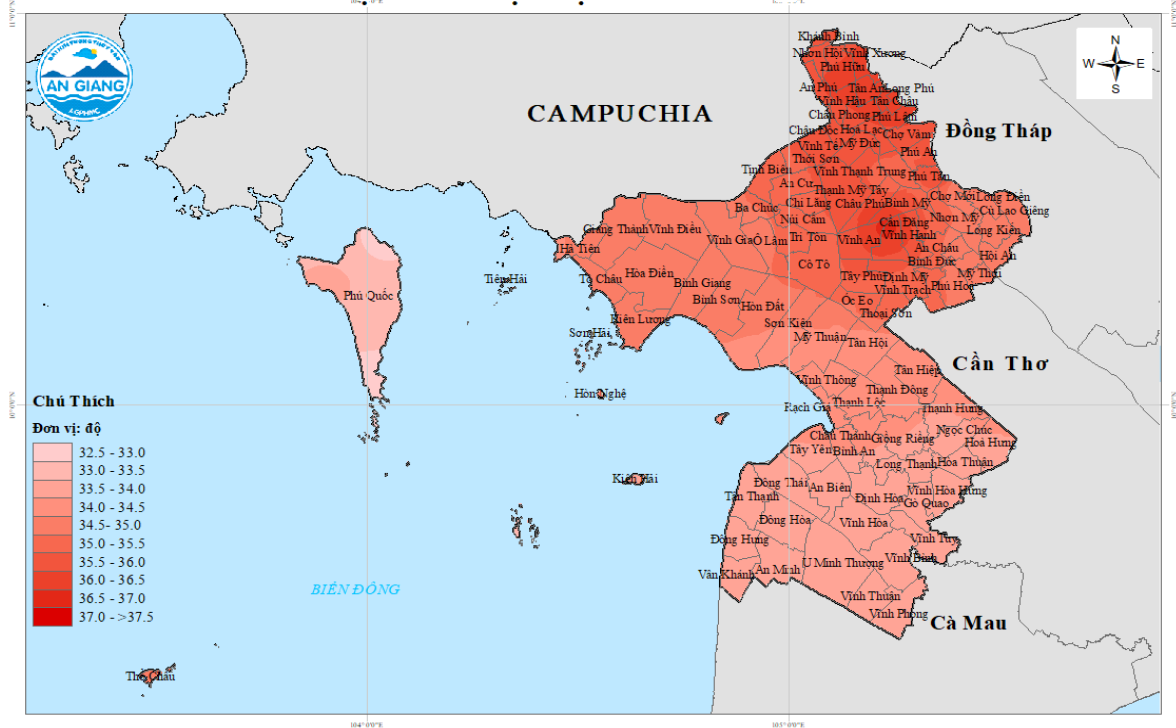 AN GIANG
N
W E
S
CAMPUCHIA
Đồng Tháp
Cần Thơ
Cà Mau
BIỂN ĐÔNG
Khánh Bình
Nhơn Hội Vĩnh Xương
Phú Hữu
An Phú Tân An Long Phú
Vĩnh Hậu Tân Châu
Châu Phong Phú Lâm
Châu Đốc Hoà Lạc Chợ Vàm
Vĩnh Tế Mỹ Đức
Phú An
Thới Sơn
Tịnh Biên Vĩnh Thạnh Trung Phú Tân
An Cư Thạnh Mỹ Tây
Chợ Mới Long Điền
Ba Chúc Chi Lăng Châu Phú Bình Mỹ
Nhơn Mỹ Cù Lao Giêng
Núi Cấm Cần Đăng
Long Kiến
Giang Thành Vĩnh Điều
Vĩnh Gia Ô Lâm Tri Tôn Vĩnh An Vĩnh Hanh
Hà Tiên An Châu
Hội An
Cô Tô Bình Đức
Tiên Hải Tô Châu Hòa Điền Bình Giang
Tây Phú Định Mỹ Mỹ Thới
Vĩnh Trạch Phú Hoà
Phú Quốc
Bình Sơn Hòn Đất Óc Eo
Thoại Sơn
Kiên Lương Sơn Kiên
Sơn Hải Mỹ Thuận Tân Hội
Tân Hiệp
Vĩnh Thông Thạnh Đông
Hòn Nghệ
Rạch Giá Thạnh Lộc Thạnh Hưng
Ngọc Chúc
Châu Thành Giồng Riềng Hoà Hưng
Tây Yên Bình An
Long Thạnh Hòa Thuận
Kiên Hải
Đông Thái An Biên Vĩnh Hòa Hưng
Tân Thạnh Định Hòa Gò Quao
Đông Hòa Vĩnh Hòa
Đông Hưng Vĩnh Tuy
Vĩnh Bình
Vân Khánh An Minh U Minh Thượng
Vĩnh Thuận
Vĩnh Phong
Thổ Châu
Chú Thích
Đơn vị: độ
32.5 - 33.0
33.0 - 33.5
33.5 - 34.0
34.0 - 34.5
34.5- 35.0
35.0 - 35.5
35.5 - 36.0
36.0 - 36.5
36.5 - 37.0
37.0 - >37.5